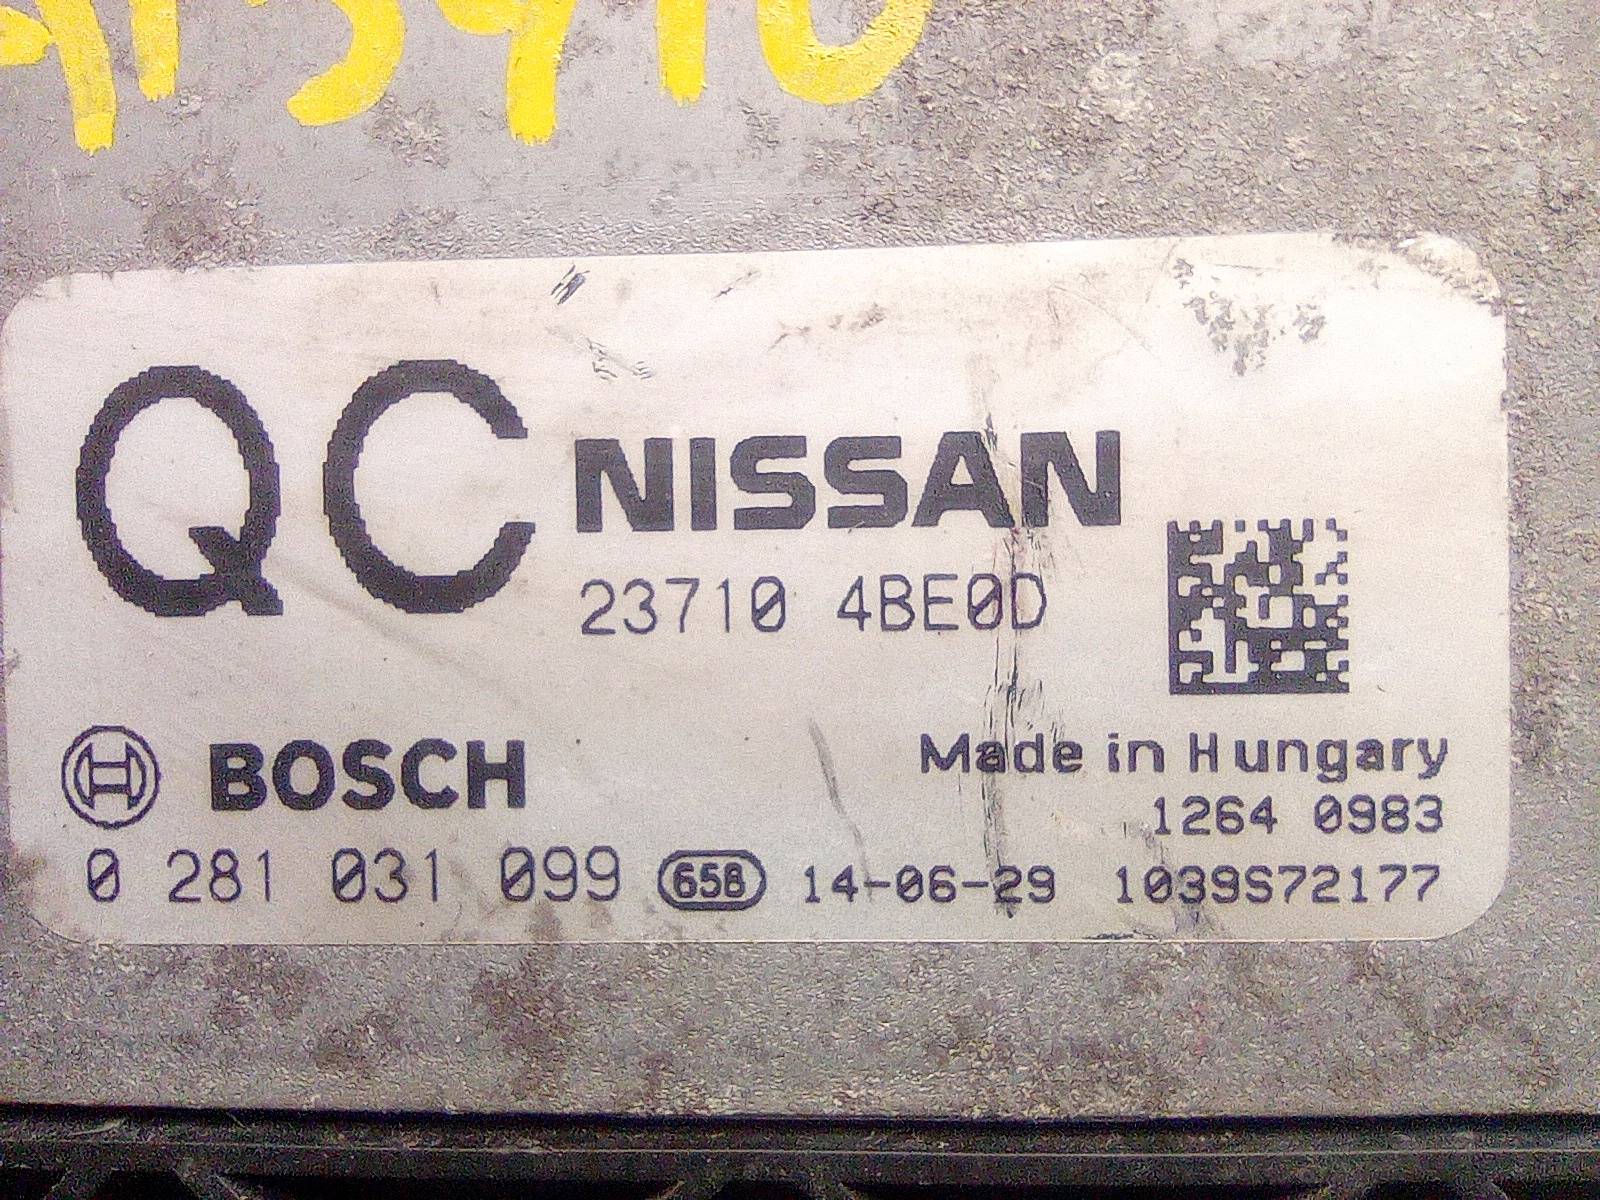 QC NISSAN
23710 4BE0D
BOSCH Made in Hungary
1264 0983
0 281 031 099 658 14-06-29 1039S72177